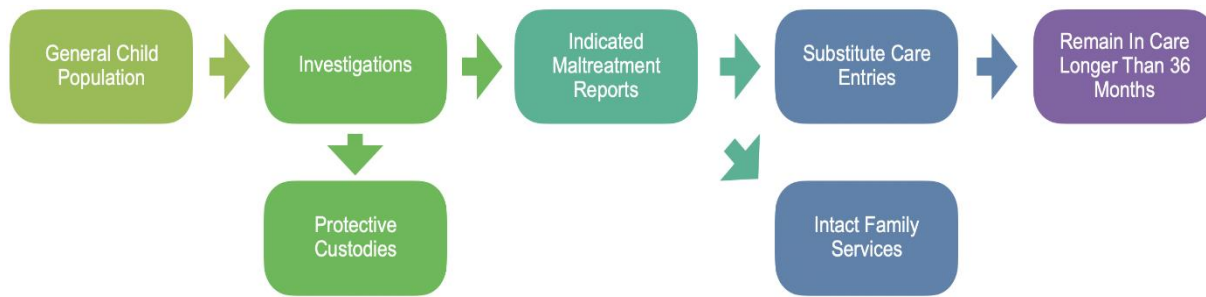 General Child
Population
Investigations
Indicated
Maltreatment
Reports
Substitute Care
Entries
Remain In Care
Longer Than 36
Months
Protective
Custodies
Intact Family
Services